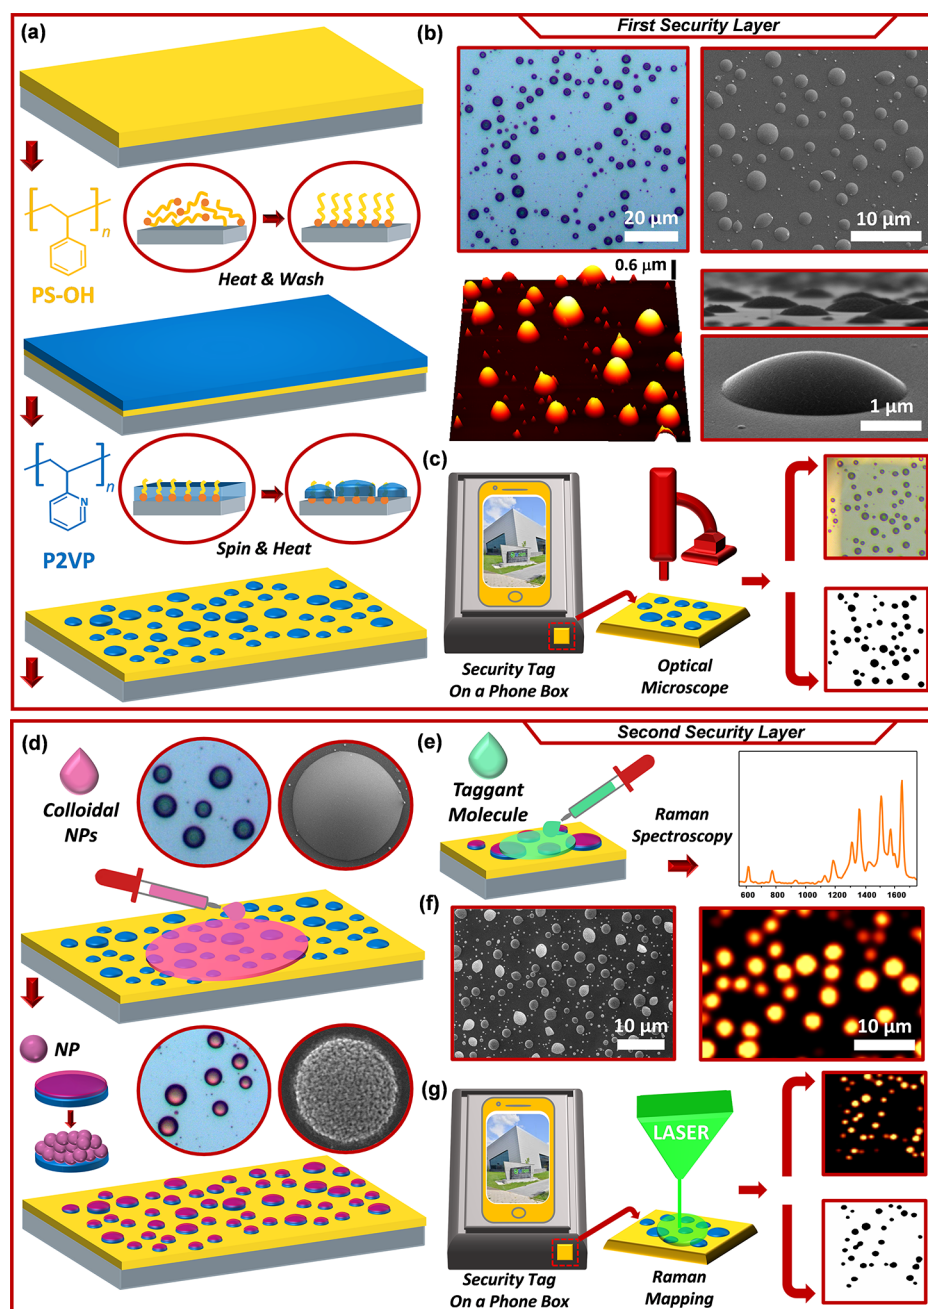 First Security Layer
(a)
PS-OH
n
Heat & Wash
P2VP
N
n
Spin & Heat
(b)
20 µm
10 µm
0.6 µm
1 µm
(c)
Security Tag
On a Phone Box
Optical
Microscope
Second Security Layer
(d)
Colloidal
NPs
NP
(e)
Taggant
Molecule
Raman
Spectroscopy
600 800 1000 1200 1400 1600
(f)
10 µm
10 µm
(g)
LASER
Security Tag
On a Phone Box
Raman
Mapping